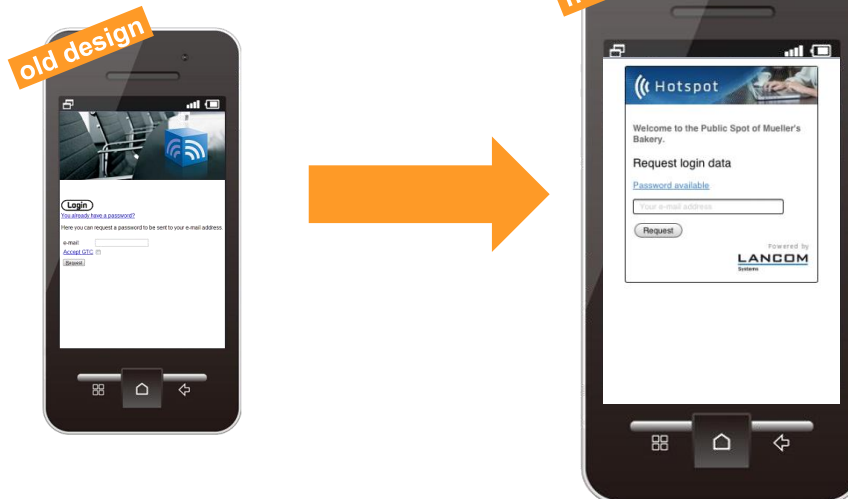 old design
Login
You already have a password?
Here you can request a password to be sent to your e-mail address.
e-mail
Accept GTC
Request
Hotspot
Welcome to the Public Spot of Mueller's
Bakery.
Request login data
Password available
Your e-mail address
Request
Powered by
LANCOM
Systems